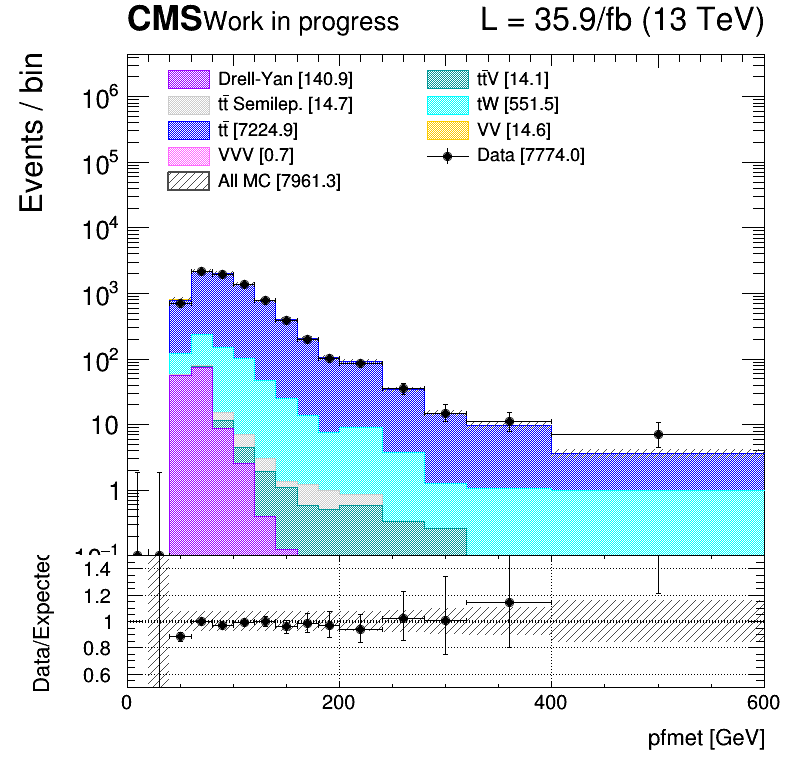 CMS Work in progress L = 35.9/fb (13 TeV)
Events / bin
Drell-Yan [140.9]
tt̄ Semilep. [14.7]
tt̄ [7224.9]
VVV [0.7]
All MC [7961.3]
tt̄V [14.1]
tW [551.5]
VV [14.6]
Data [7774.0]
10⁶
10⁵
10⁴
10³
10²
10
1
10⁻¹
Data/Expected
1.4
1.2
1
0.8
0.6
0 200 400 600
pfmet [GeV]